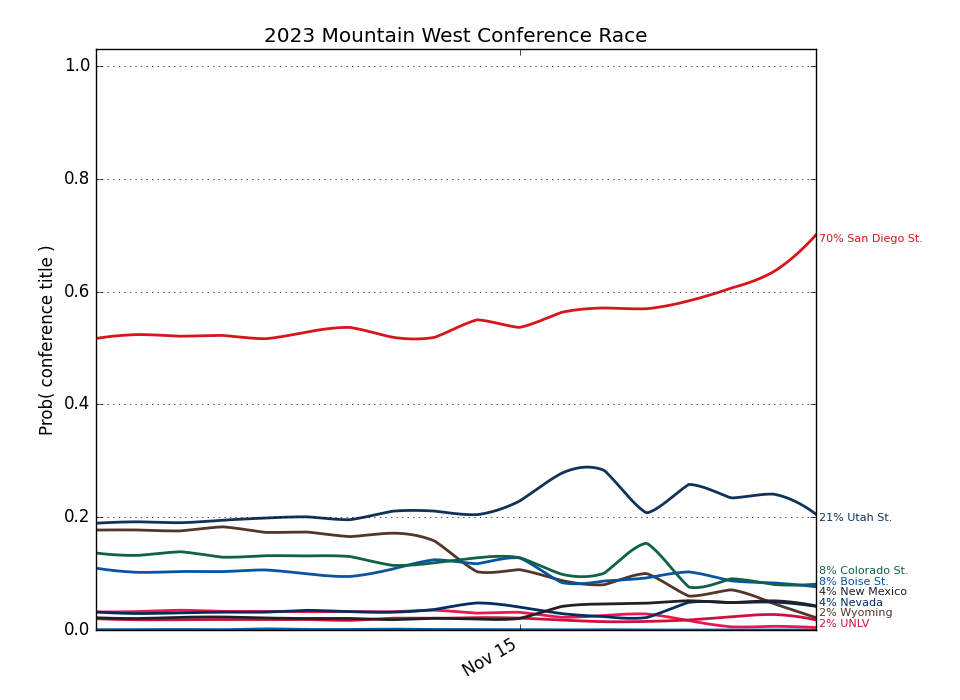 2023 Mountain West Conference Race
Prob( conference title )
1.0
0.8
0.6
0.4
0.2
0.0
Nov 15
70% San Diego St.
21% Utah St.
8% Colorado St.
8% Boise St.
4% New Mexico
4% Nevada
2% Wyoming
2% UNLV